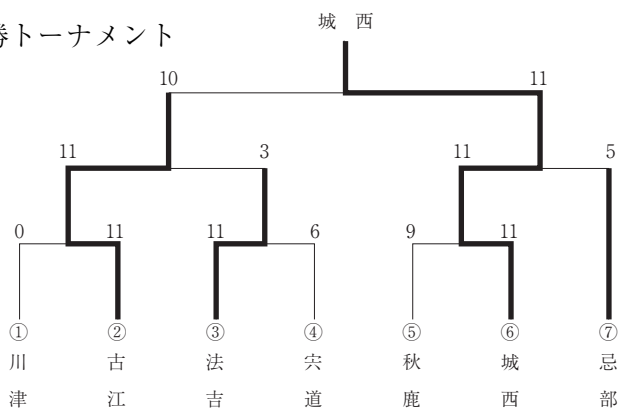 勝トーナメント
城西
10 11
11 3 11 5
0 11 11 6 9 11
① ② ③ ④ ⑤ ⑥ ⑦
川津 古江 法吉 宍道 秋鹿 城西 忌部